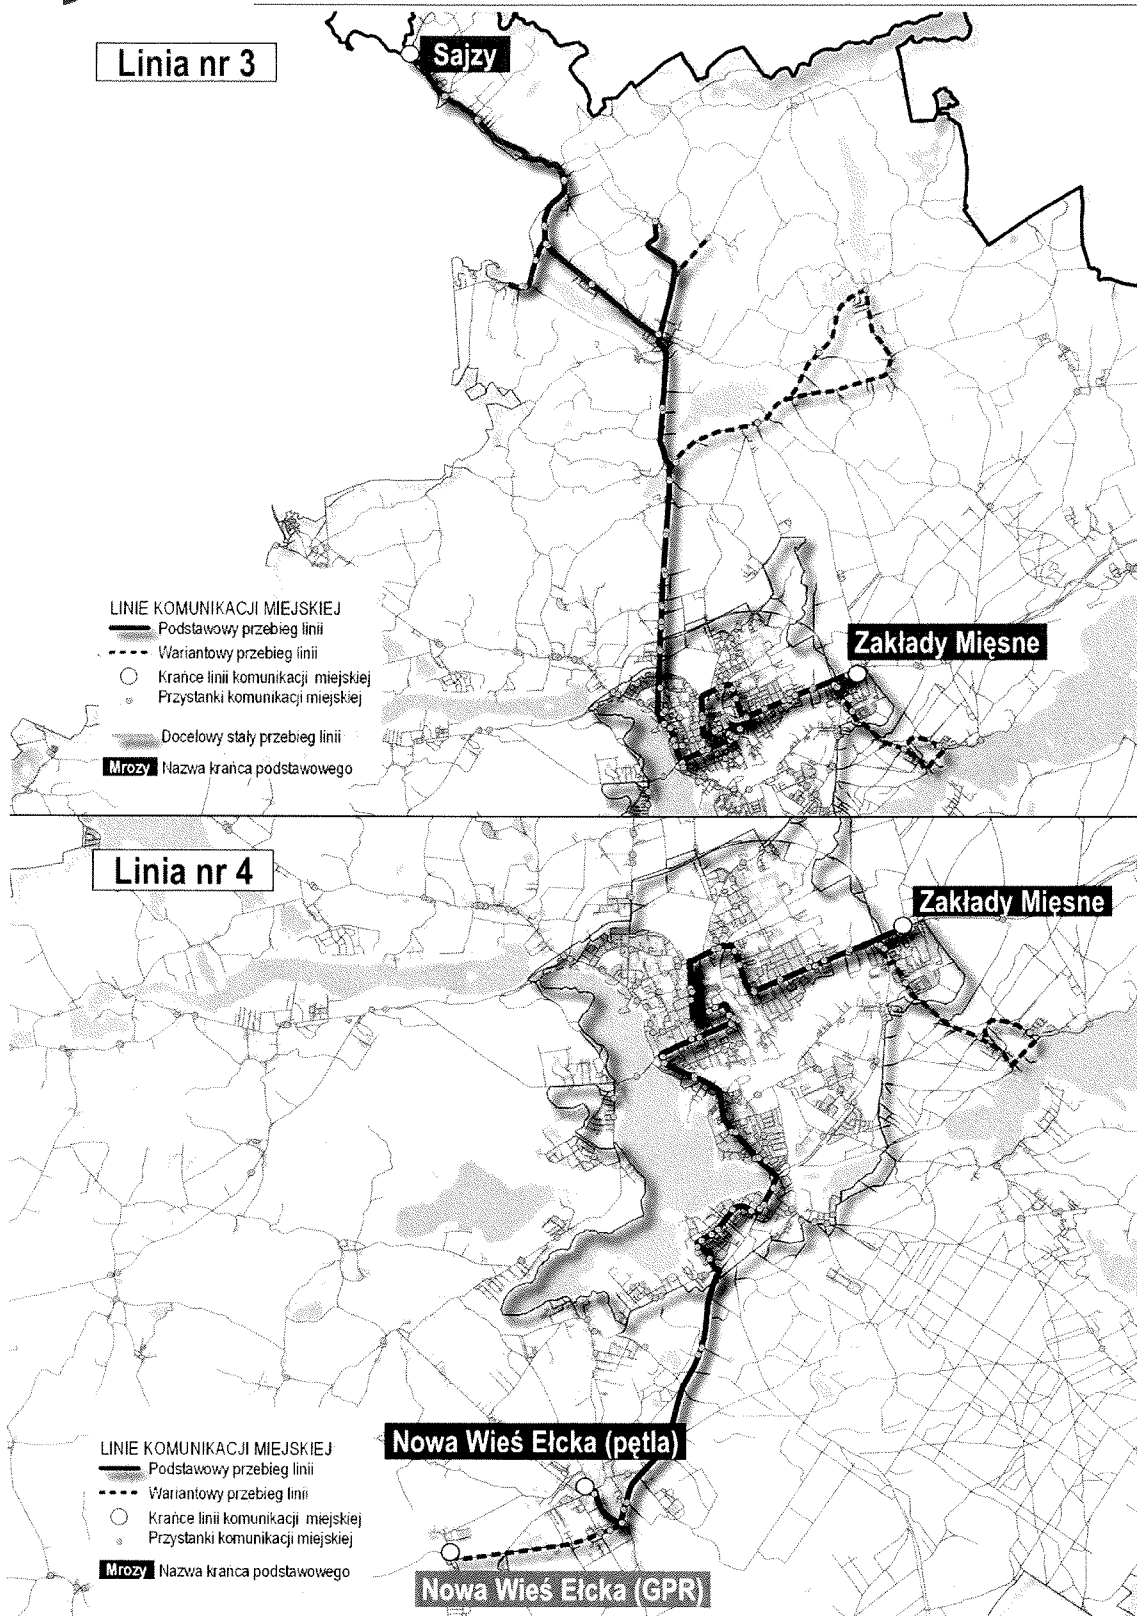 Linia nr 3
Sajzy
Zakłady Mięsne
LINIE KOMUNIKACJI MIEJSKIEJ
Podstawowy przebieg linii
Wariantowy przebieg linii
Krańce linii komunikacji miejskiej
Przystanki komunikacji miejskiej
Docelowy stały przebieg linii
Mrozy Nazwa krańca podstawowego
Linia nr 4
Zakłady Mięsne
Nowa Wieś Ełcka (pętla)
LINIE KOMUNIKACJI MIEJSKIEJ
Podstawowy przebieg linii
Wariantowy przebieg linii
Krańce linii komunikacji miejskiej
Przystanki komunikacji miejskiej
Mrozy Nazwa krańca podstawowego
Nowa Wieś Ełcka (GPR)